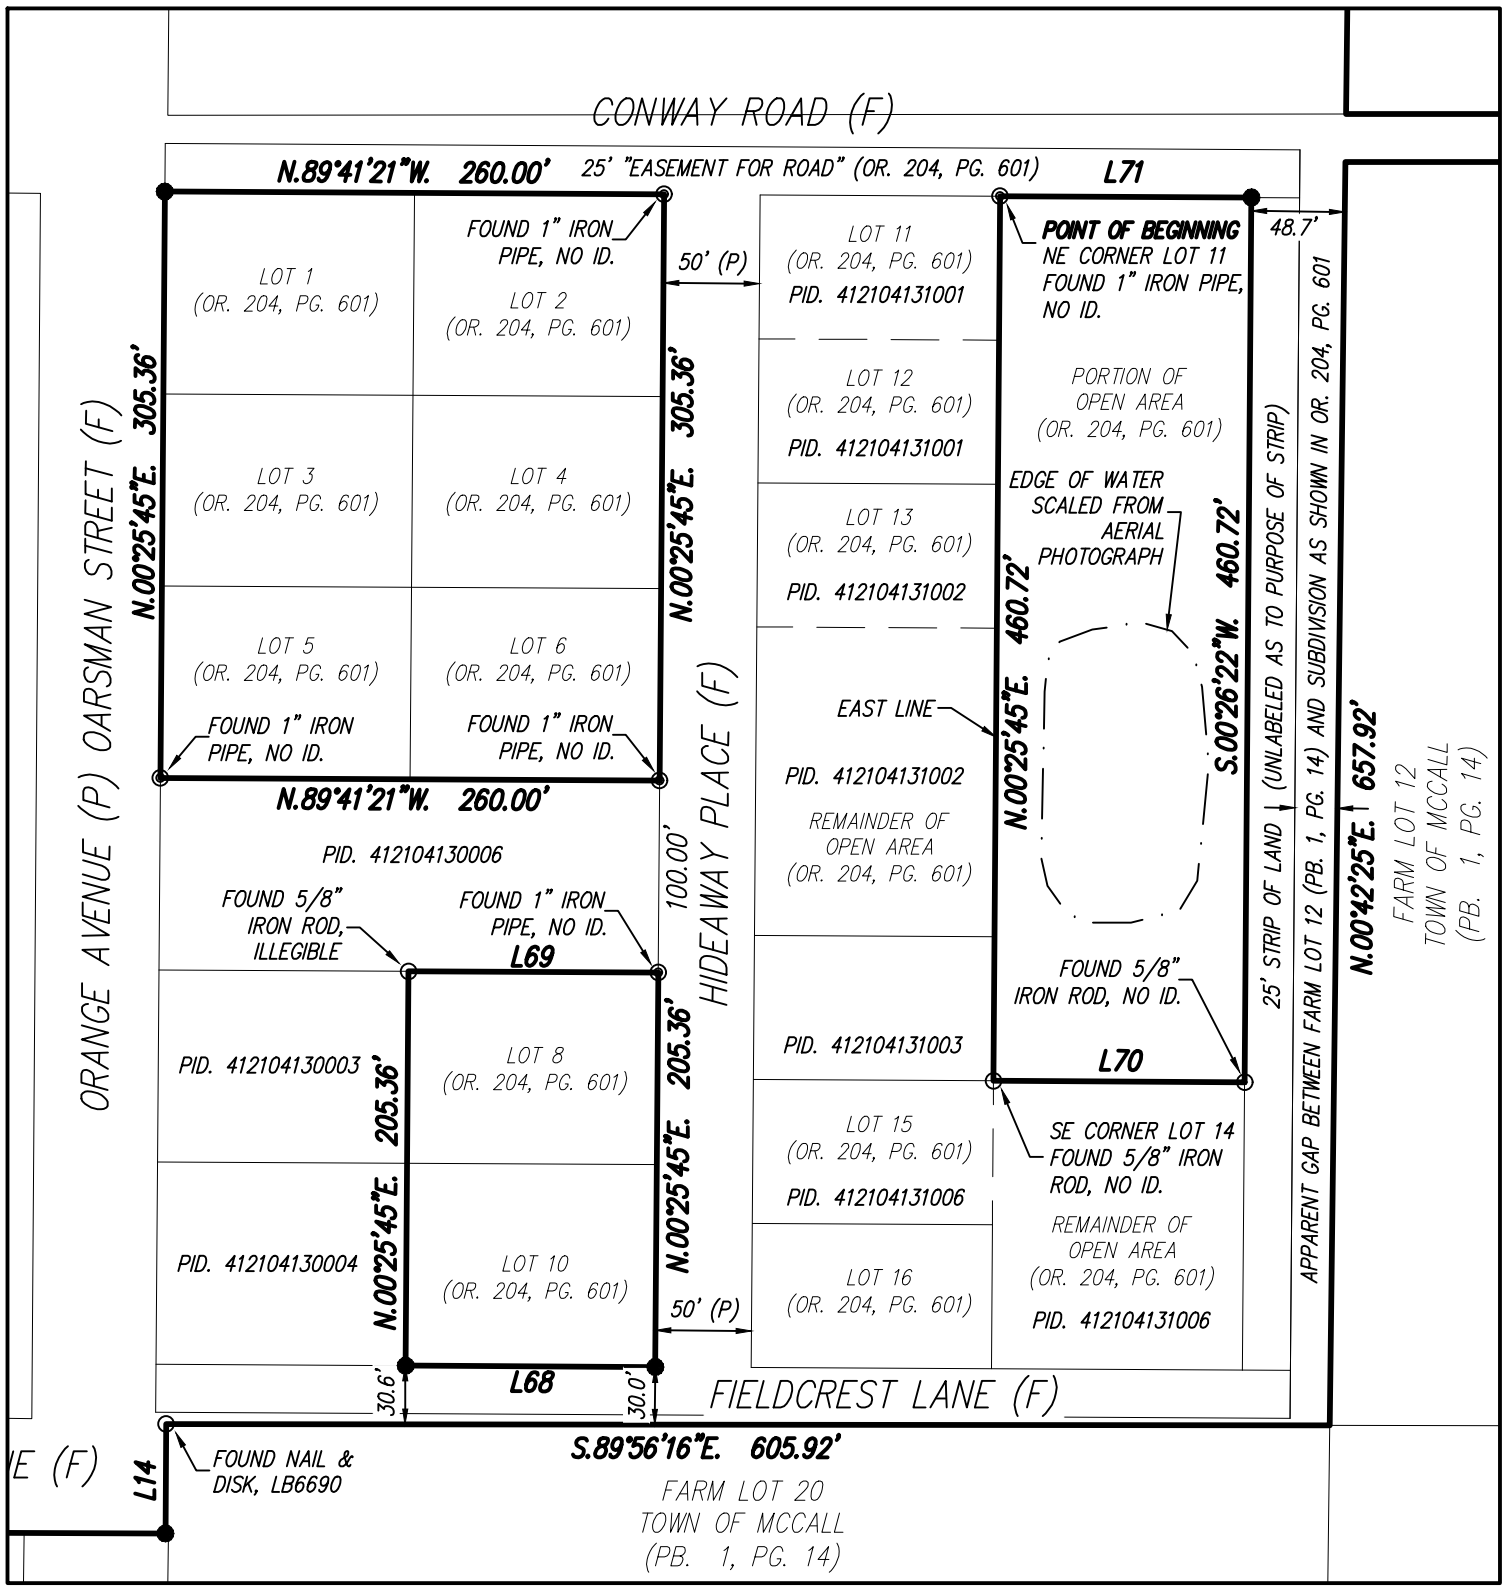 CONWAY ROAD (F)
N.89°41'21"W. 260.00'
25' "EASEMENT FOR ROAD" (OR. 204, PG. 601)
L71
FOUND 1" IRON
PIPE, NO ID.
50' (P)
LOT 1
(OR. 204, PG. 601)
LOT 2
(OR. 204, PG. 601)
LOT 11
(OR. 204, PG. 601)
PID. 412104131001
POINT OF BEGINNING
NE CORNER LOT 11
FOUND 1" IRON PIPE,
NO ID.
48.7'
N.00°25'45"E. 305.36'
N.00°25'45"E. 305.36'
LOT 12
(OR. 204, PG. 601)
PID. 412104131001
PORTION OF
OPEN AREA
(OR. 204, PG. 601)
LOT 3
(OR. 204, PG. 601)
LOT 4
(OR. 204, PG. 601)
EDGE OF WATER
SCALED FROM
AERIAL
PHOTOGRAPH
LOT 13
(OR. 204, PG. 601)
PID. 412104131002
N.00°25'45"E. 460.72'
S.00°26'22"W. 460.72'
LOT 5
(OR. 204, PG. 601)
LOT 6
(OR. 204, PG. 601)
ORANGE AVENUE (P) OARSMAN STREET (F)
HIDEAWAY PLACE (F)
FOUND 1" IRON
PIPE, NO ID.
FOUND 1" IRON
PIPE, NO ID.
EAST LINE
PID. 412104131002
REMAINDER OF
OPEN AREA
(OR. 204, PG. 601)
N.89°41'21"W. 260.00'
PID. 412104130006
100.00'
25' STRIP OF LAND (UNLABELED AS TO PURPOSE OF STRIP)
APPARENT GAP BETWEEN FARM LOT 12 (PB. 1, PG. 14) AND SUBDIVISION AS SHOWN IN OR. 204, PG. 601
N.00°42'25"E. 657.92'
FARM LOT 12
TOWN OF MCCALL
(PB. 1, PG. 14)
FOUND 5/8"
IRON ROD,
ILLEGIBLE
FOUND 1" IRON
PIPE, NO ID.
L69
FOUND 5/8"
IRON ROD, NO ID.
PID. 412104130003
N.00°25'45"E. 205.36'
LOT 8
(OR. 204, PG. 601)
N.00°25'45"E. 205.36'
PID. 412104131003
L70
SE CORNER LOT 14
FOUND 5/8" IRON
ROD, NO ID.
LOT 15
(OR. 204, PG. 601)
PID. 412104131006
PID. 412104130004
LOT 10
(OR. 204, PG. 601)
LOT 16
(OR. 204, PG. 601)
REMAINDER OF
OPEN AREA
(OR. 204, PG. 601)
PID. 412104131006
50' (P)
30.6'
L68
30.0'
FIELDCREST LANE (F)
S.89°56'16"E. 605.92'
(F)
L14
FOUND NAIL &
DISK, LB6690
FARM LOT 20
TOWN OF MCCALL
(PB. 1, PG. 14)